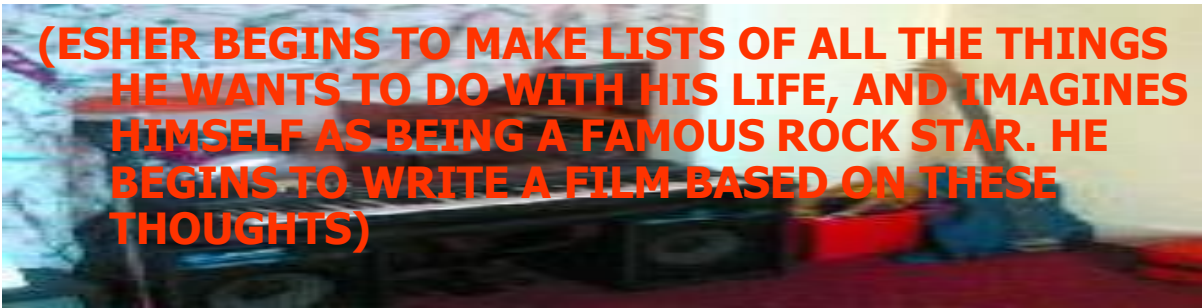 (ESHER BEGINS TO MAKE LISTS OF ALL THE THINGS
HE WANTS TO DO WITH HIS LIFE, AND IMAGINES
HIMSELF AS BEING A FAMOUS ROCK STAR. HE
BEGINS TO WRITE A FILM BASED ON THESE
THOUGHTS)